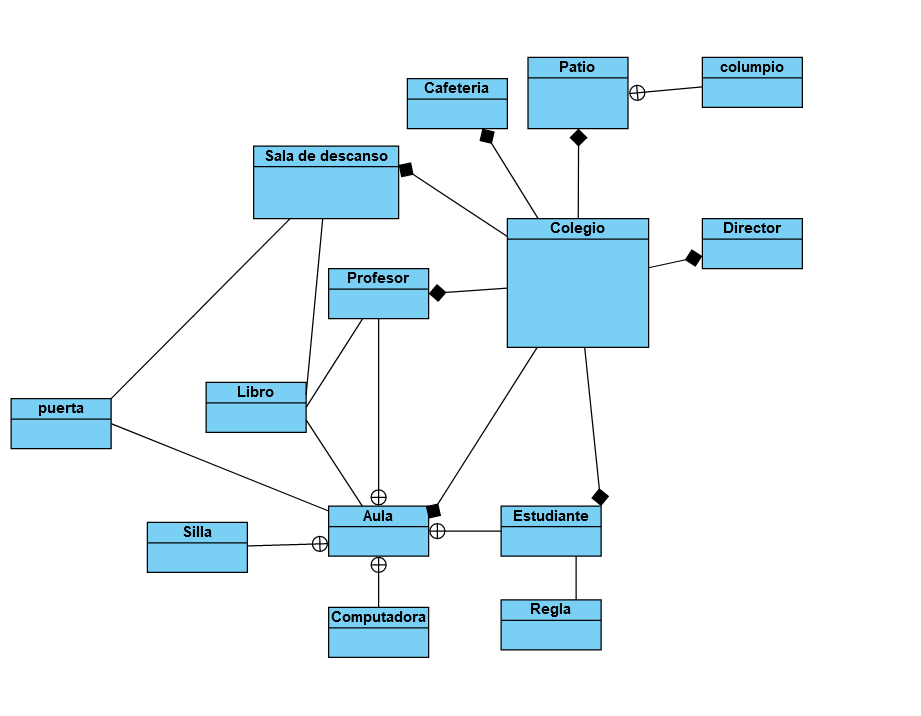 Patio
columpio
Cafeteria
Sala de descanso
Colegio
Director
Profesor
Libro
puerta
Aula
Estudiante
Silla
Regla
Computadora